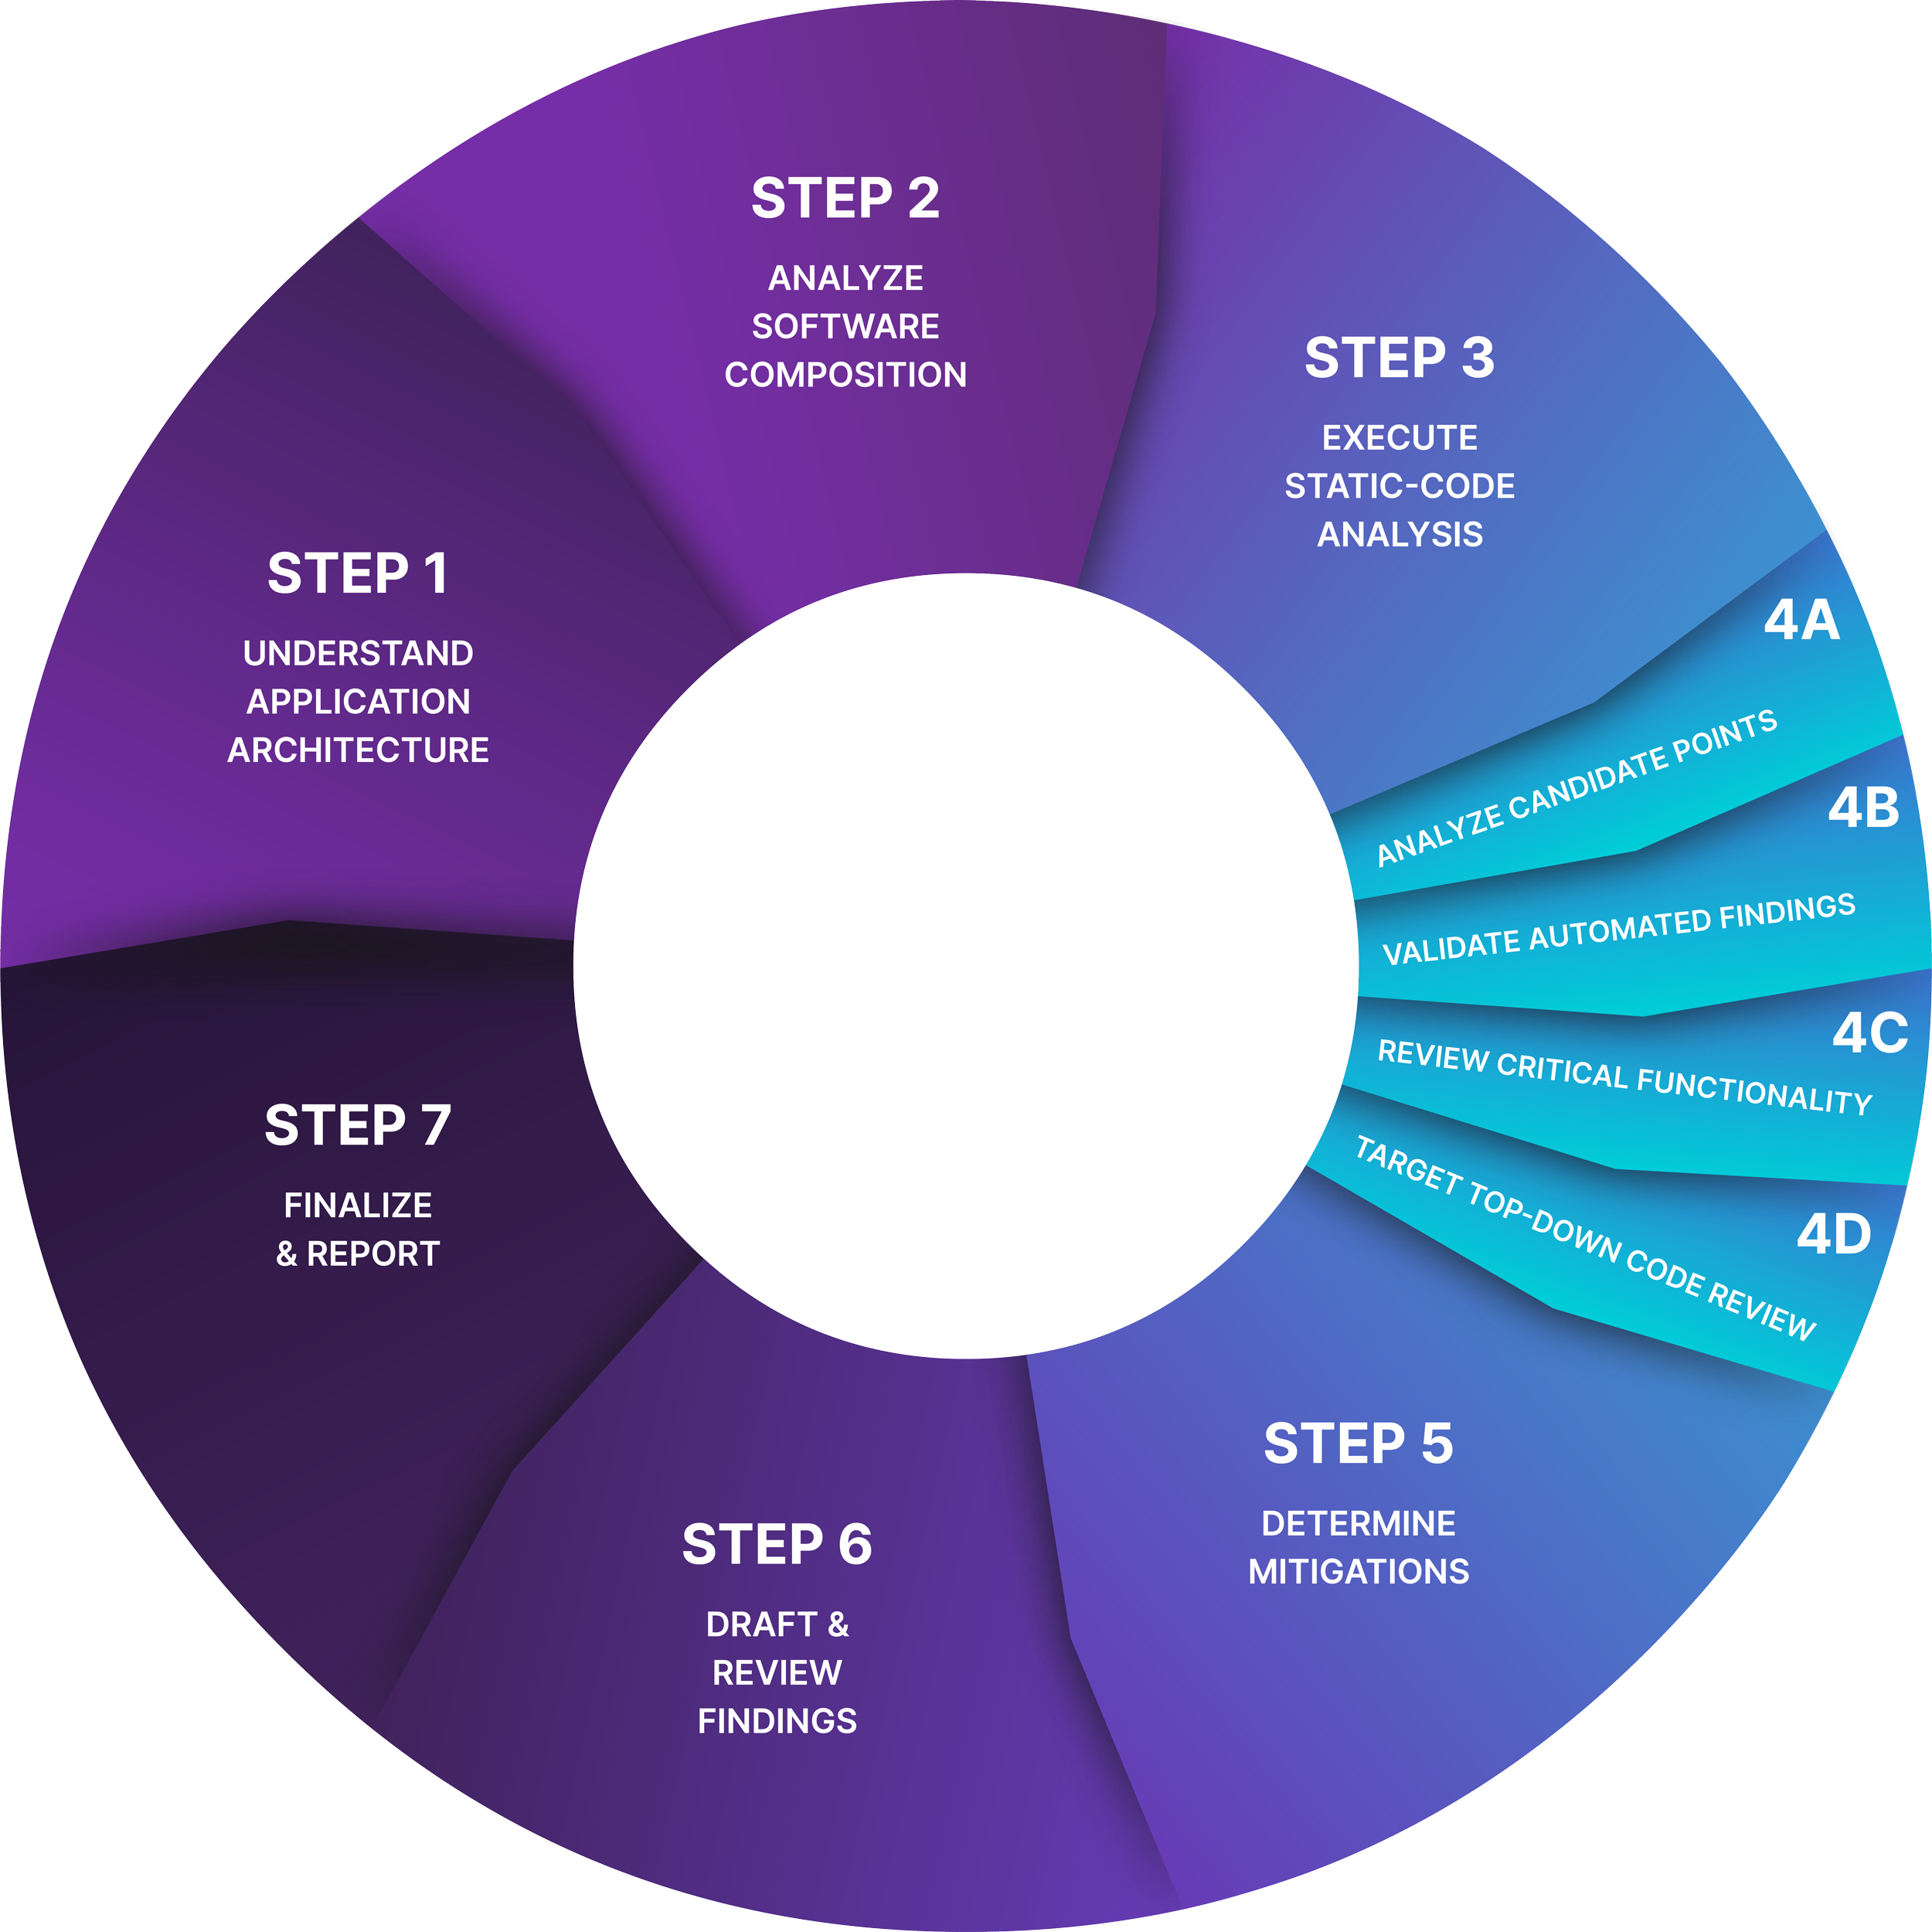 STEP 1
UNDERSTAND
APPLICATION
ARCHITECTURE
STEP 2
ANALYZE
SOFTWARE
COMPOSITION
STEP 3
EXECUTE
STATIC-CODE
ANALYSIS
4A
ANALYZE CANDIDATE POINTS
4B
VALIDATE AUTOMATED FINDINGS
4C
REVIEW CRITICAL FUNCTIONALITY
4D
TARGET TOP-DOWN CODE REVIEW
STEP 5
DETERMINE
MITIGATIONS
STEP 6
DRAFT &
REVIEW
FINDINGS
STEP 7
FINALIZE
& REPORT